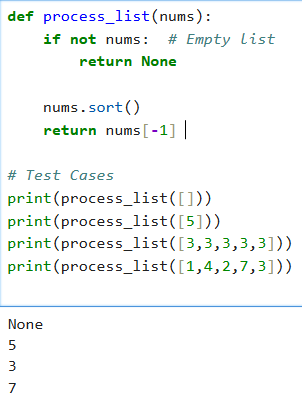 def process_list(nums):
    if not nums:  # Empty list
        return None

    nums.sort()
    return nums[-1]

# Test Cases
print(process_list([]))
print(process_list([5]))
print(process_list([3,3,3,3,3]))
print(process_list([1,4,2,7,3]))

None
5
3
7